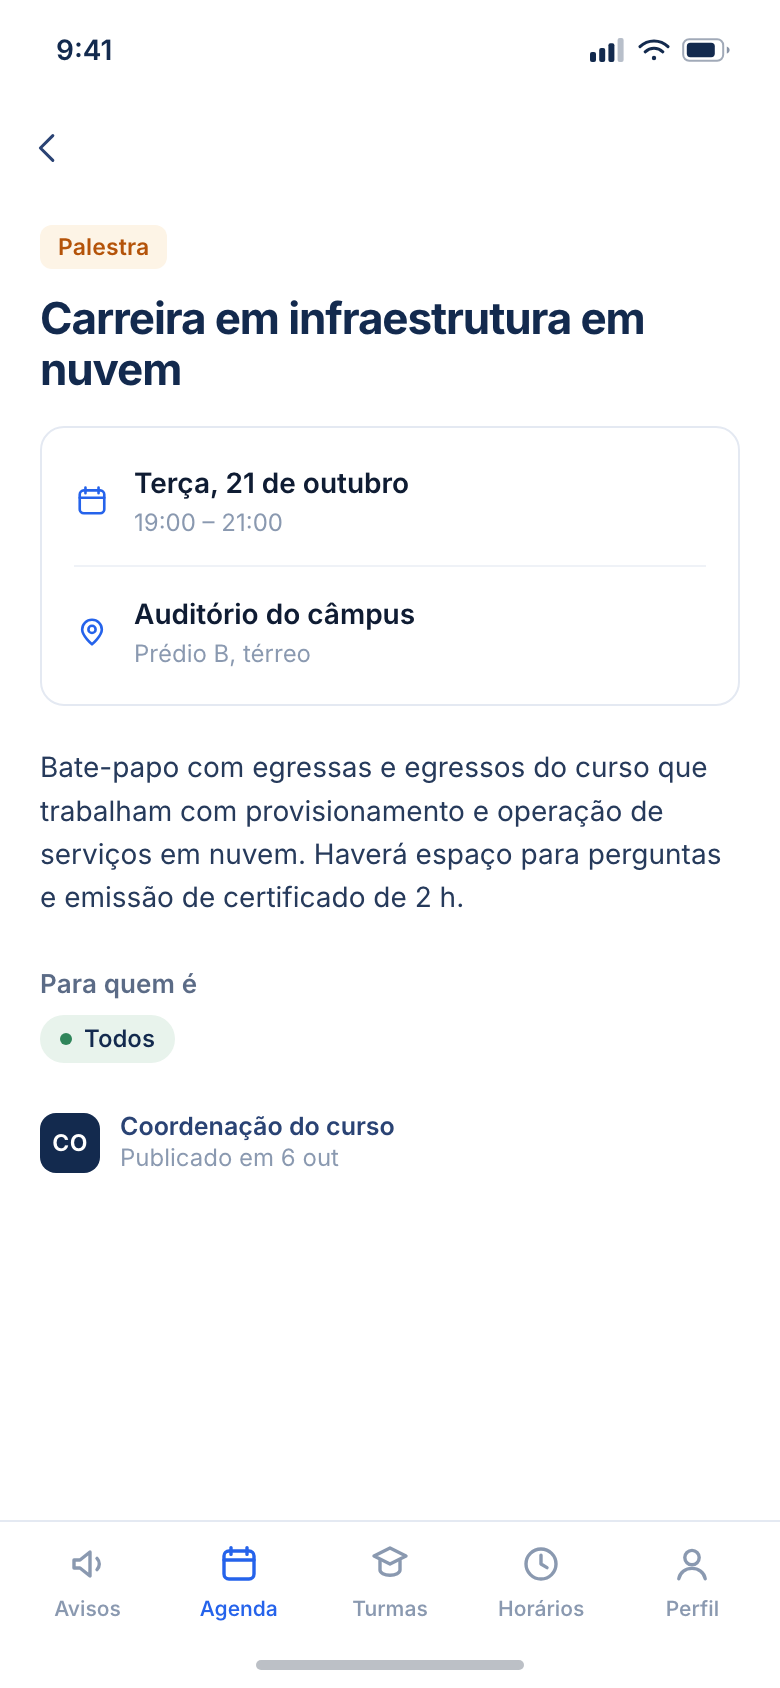 9:41
Palestra
Carreira em infraestrutura em
nuvem
Terça, 21 de outubro
19:00 – 21:00
Auditório do câmpus
Prédio B, térreo
Bate-papo com egressas e egressos do curso que
trabalham com provisionamento e operação de
serviços em nuvem. Haverá espaço para perguntas
e emissão de certificado de 2 h.
Para quem é
Todos
CO
Coordenação do curso
Publicado em 6 out
Avisos
Agenda
Turmas
Horários
Perfil